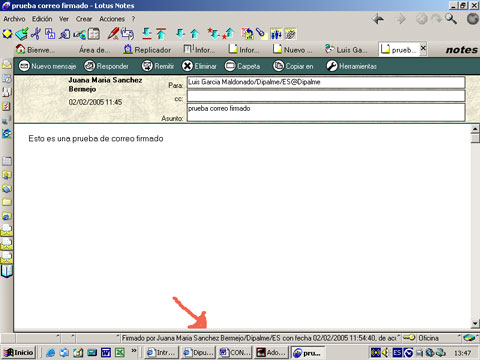 prueba correo firmado - Lotus Notes
Archivo Edición Ver Crear Acciones ?
Bienve... Área de... Replicador Infor... Infor... Nuevo ... Luis Ga... prueb... notes
Nuevo mensaje Responder Remitir Eliminar Carpeta Copiar en Herramientas
Juana Maria Sanchez
Bermejo
02/02/2005 11:45
Para: Luis Garcia Maldonado/Dipalme/ES@Dipalme
cc:
Asunto: prueba correo firmado
Esto es una prueba de correo firmado
Firmado por Juana Maria Sanchez Bermejo/Dipalme/ES con fecha 02/02/2005 11:54:40, de aci Oficina
Inicio Intr... Dipu... CON... Ado... pru... ES 13:47